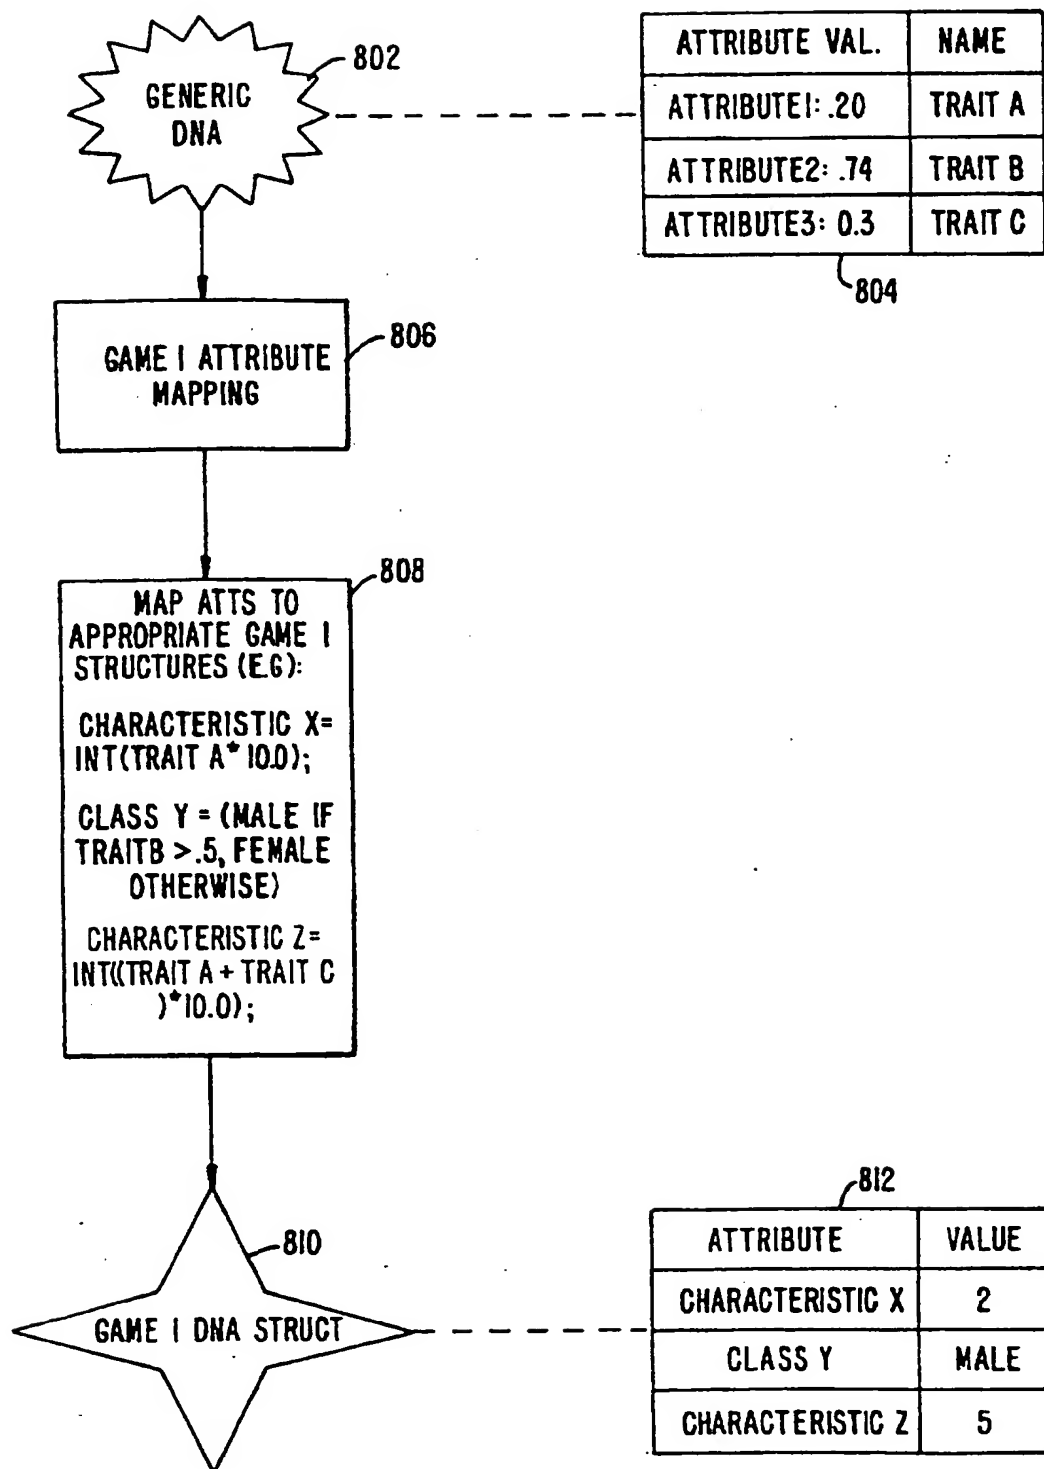 802
GENERIC
DNA
ATTRIBUTE VAL. NAME
ATTRIBUTE1: .20 TRAIT A
ATTRIBUTE2: .74 TRAIT B
ATTRIBUTE3: 0.3 TRAIT C
804
806
GAME 1 ATTRIBUTE
MAPPING
808
MAP ATTS TO
APPROPRIATE GAME 1
STRUCTURES (E.G):
CHARACTERISTIC X=
INT(TRAIT A* 10.0);
CLASS Y = (MALE IF
TRAITB >.5, FEMALE
OTHERWISE)
CHARACTERISTIC Z=
INT((TRAIT A + TRAIT C
)*10.0);
810
GAME 1 DNA STRUCT
812
ATTRIBUTE VALUE
CHARACTERISTIC X 2
CLASS Y MALE
CHARACTERISTIC Z 5